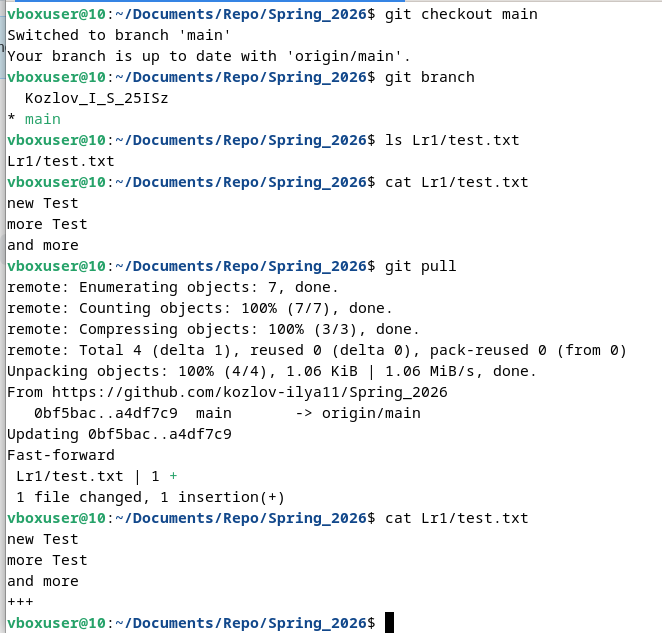 vboxuser@10:~/Documents/Repo/Spring_2026$ git checkout main
Switched to branch 'main'
Your branch is up to date with 'origin/main'.
vboxuser@10:~/Documents/Repo/Spring_2026$ git branch
  Kozlov_I_S_25ISz
* main
vboxuser@10:~/Documents/Repo/Spring_2026$ ls Lr1/test.txt
Lr1/test.txt
vboxuser@10:~/Documents/Repo/Spring_2026$ cat Lr1/test.txt
new Test
more Test
and more
vboxuser@10:~/Documents/Repo/Spring_2026$ git pull
remote: Enumerating objects: 7, done.
remote: Counting objects: 100% (7/7), done.
remote: Compressing objects: 100% (3/3), done.
remote: Total 4 (delta 1), reused 0 (delta 0), pack-reused 0 (from 0)
Unpacking objects: 100% (4/4), 1.06 KiB | 1.06 MiB/s, done.
From https://github.com/kozlov-ilya11/Spring_2026
   0bf5bac..a4df7c9  main       -> origin/main
Updating 0bf5bac..a4df7c9
Fast-forward
 Lr1/test.txt | 1 +
 1 file changed, 1 insertion(+)
vboxuser@10:~/Documents/Repo/Spring_2026$ cat Lr1/test.txt
new Test
more Test
and more
+++
vboxuser@10:~/Documents/Repo/Spring_2026$